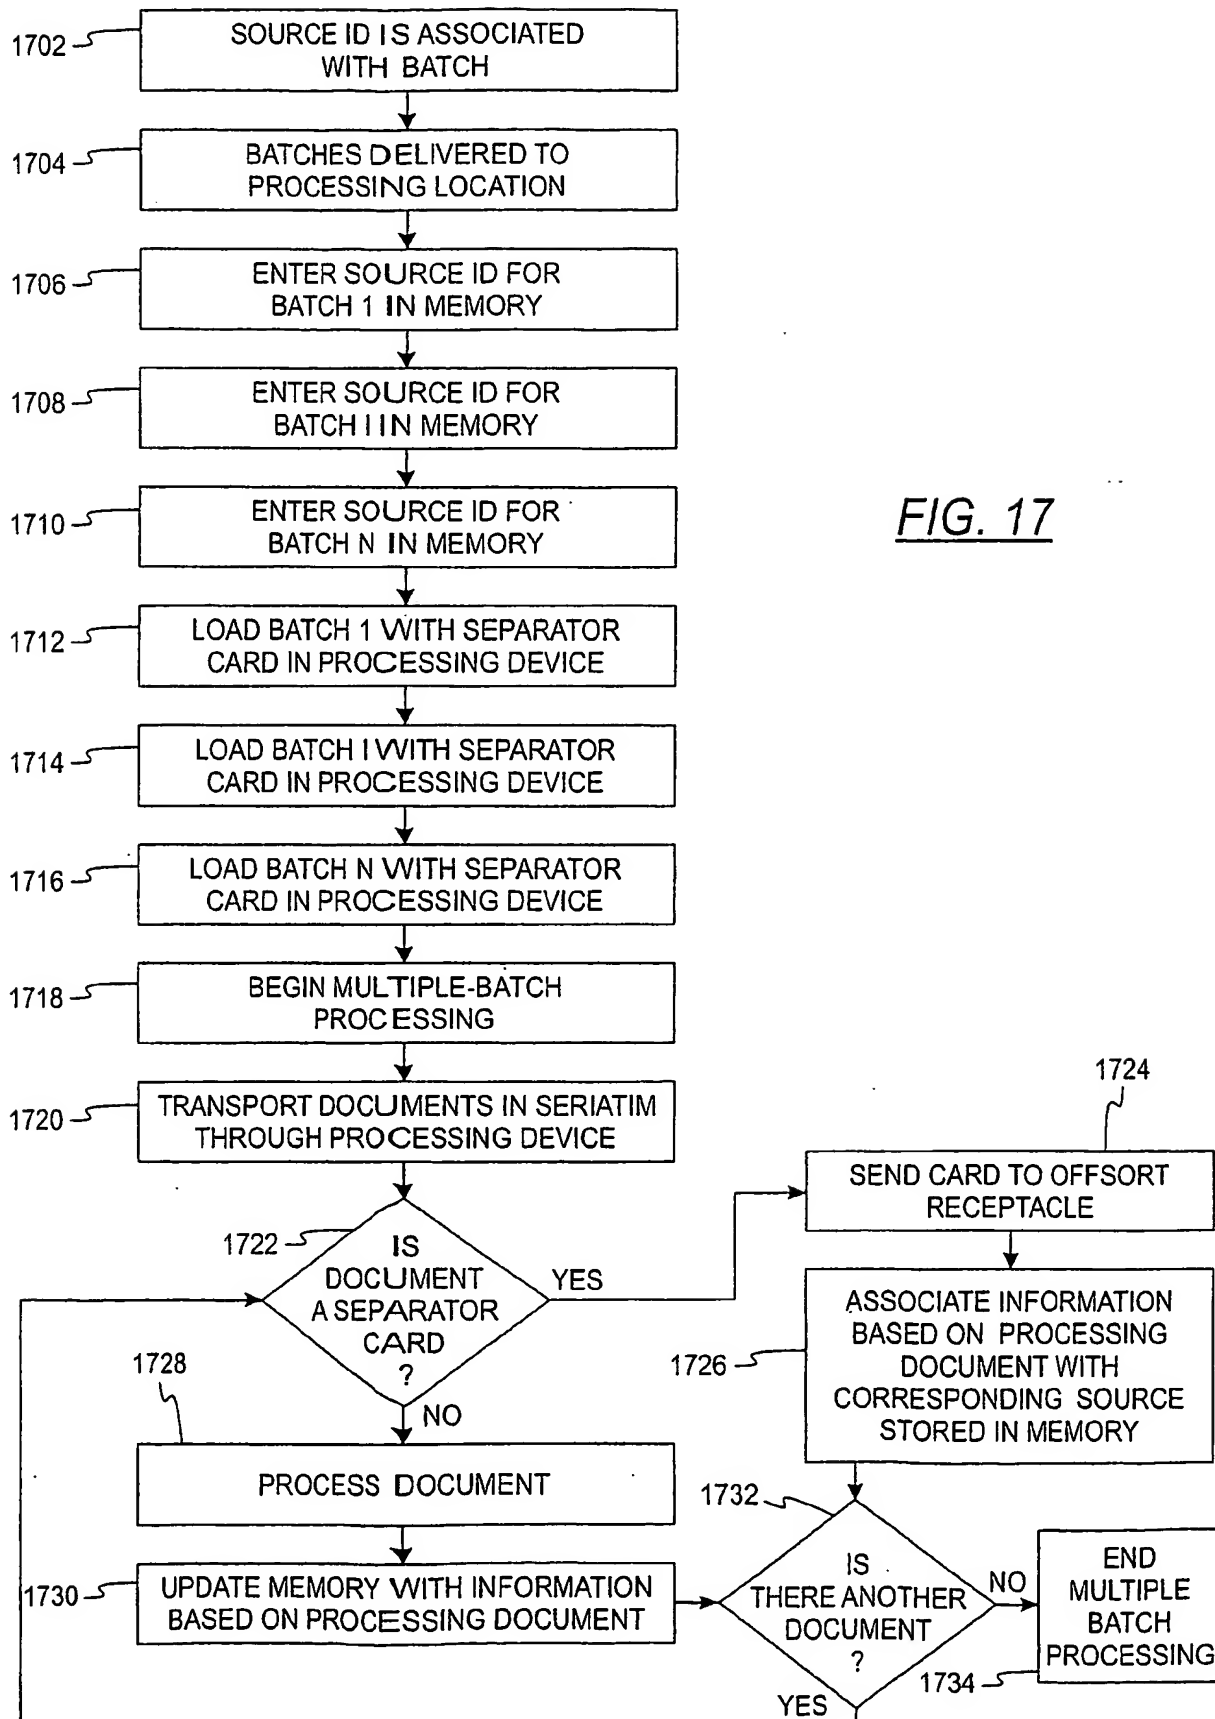 1702
SOURCE ID IS ASSOCIATED
WITH BATCH
1704
BATCHES DELIVERED TO
PROCESSING LOCATION
1706
ENTER SOURCE ID FOR
BATCH 1 IN MEMORY
1708
ENTER SOURCE ID FOR
BATCH I IN MEMORY
1710
ENTER SOURCE ID FOR
BATCH N IN MEMORY
FIG. 17
1712
LOAD BATCH 1 WITH SEPARATOR
CARD IN PROCESSING DEVICE
1714
LOAD BATCH I WITH SEPARATOR
CARD IN PROCESSING DEVICE
1716
LOAD BATCH N WITH SEPARATOR
CARD IN PROCESSING DEVICE
1718
BEGIN MULTIPLE-BATCH
PROCESSING
1720
TRANSPORT DOCUMENTS IN SERIATIM
THROUGH PROCESSING DEVICE
1722
IS
DOCUMENT
A SEPARATOR
CARD
?
YES
NO
1724
SEND CARD TO OFFSORT
RECEPTACLE
1726
ASSOCIATE INFORMATION
BASED ON PROCESSING
DOCUMENT WITH
CORRESPONDING SOURCE
STORED IN MEMORY
1728
PROCESS DOCUMENT
1730
UPDATE MEMORY WITH INFORMATION
BASED ON PROCESSING DOCUMENT
1732
IS
THERE ANOTHER
DOCUMENT
?
NO
YES
END
MULTIPLE
BATCH
PROCESSING
1734